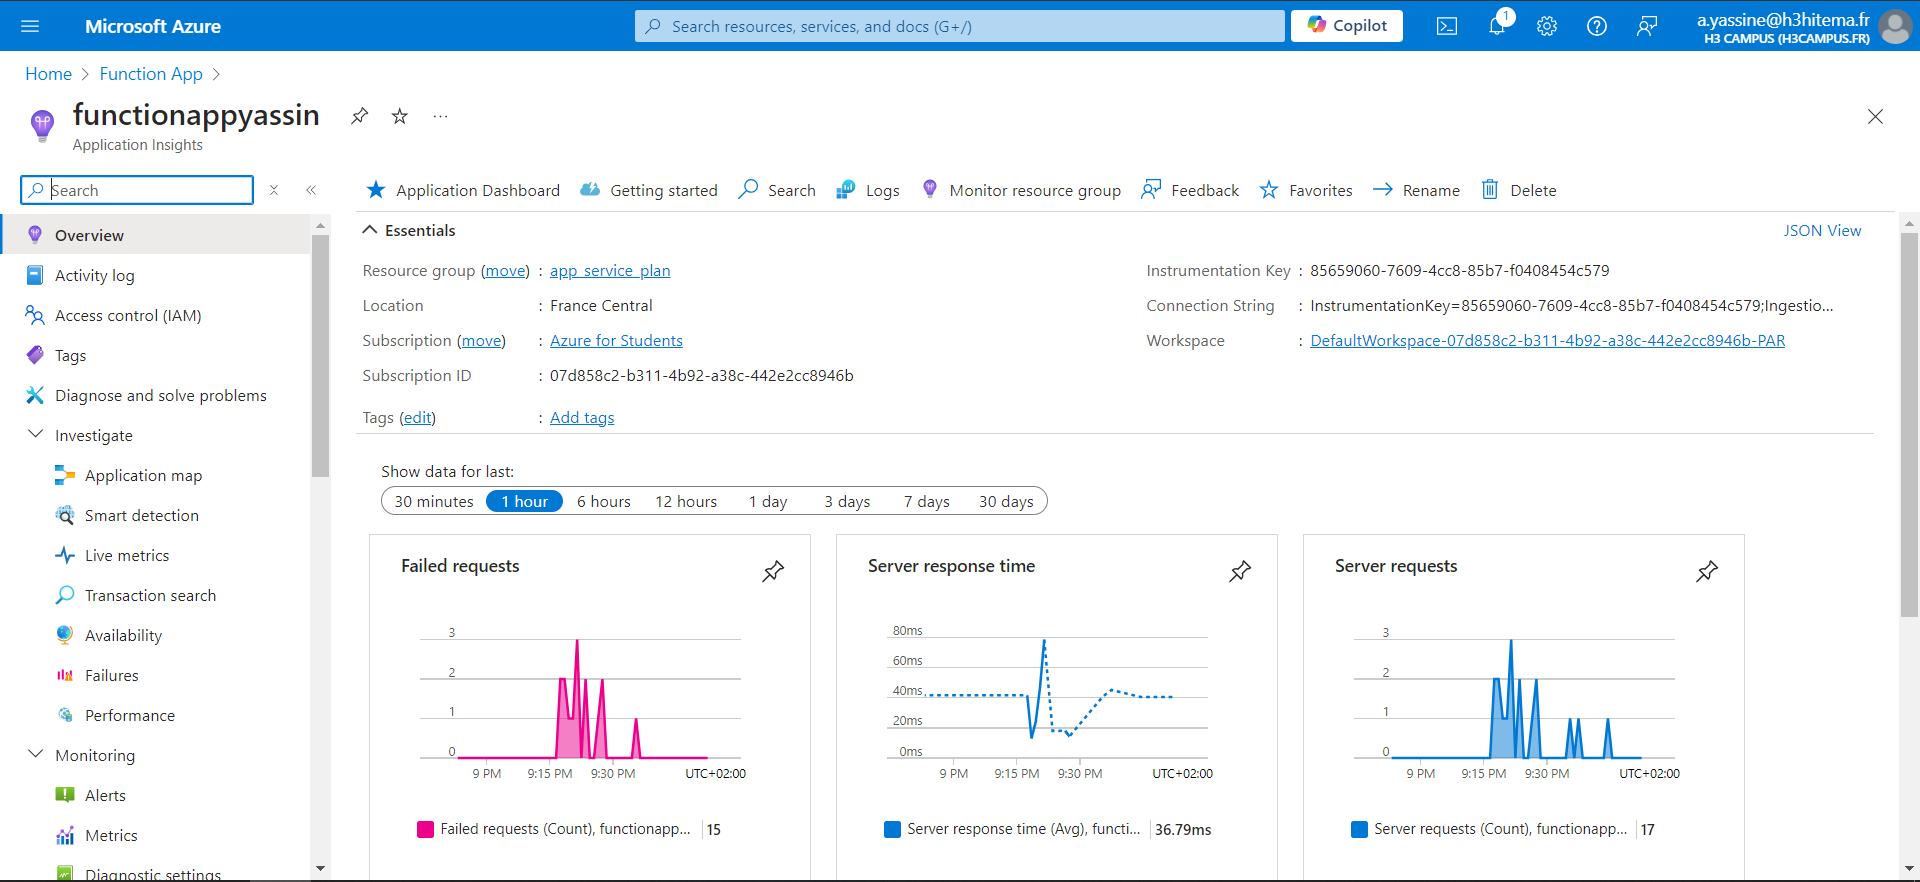 Microsoft Azure
Search resources, services, and docs (G+/)
Copilot
1
a.yassine@h3hitema.fr
H3 CAMPUS (H3CAMPUS.FR)
Home > Function App >
functionappyassin
...
Application Insights
Search
Application Dashboard
Getting started
Search
Logs
Monitor resource group
Feedback
Favorites
Rename
Delete
Overview
Activity log
Access control (IAM)
Tags
Diagnose and solve problems
Investigate
Application map
Smart detection
Live metrics
Transaction search
Availability
Failures
Performance
Monitoring
Alerts
Metrics
Diagnostic settings
Essentials
JSON View
Resource group (move) : app_service_plan
Location : France Central
Subscription (move) : Azure for Students
Subscription ID : 07d858c2-b311-4b92-a38c-442e2cc8946b
Tags (edit) : Add tags
Instrumentation Key : 85659060-7609-4cc8-85b7-f0408454c579
Connection String : InstrumentationKey=85659060-7609-4cc8-85b7-f0408454c579;Ingestio...
Workspace : DefaultWorkspace-07d858c2-b311-4b92-a38c-442e2cc8946b-PAR
Show data for last:
30 minutes 1 hour 6 hours 12 hours 1 day 3 days 7 days 30 days
Failed requests
3
2
1
0
9 PM 9:15 PM 9:30 PM UTC+02:00
Failed requests (Count), functionapp... 15
Server response time
80ms
60ms
40ms
20ms
0ms
9 PM 9:15 PM 9:30 PM UTC+02:00
Server response time (Avg), functi... 36.79ms
Server requests
3
2
1
0
9 PM 9:15 PM 9:30 PM UTC+02:00
Server requests (Count), functionapp... 17